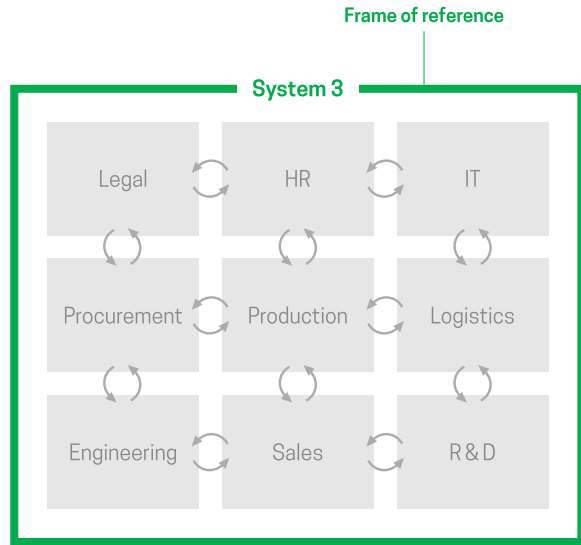 Frame of reference
System 3
Legal
HR
IT
Procurement
Production
Logistics
Engineering
Sales
R & D